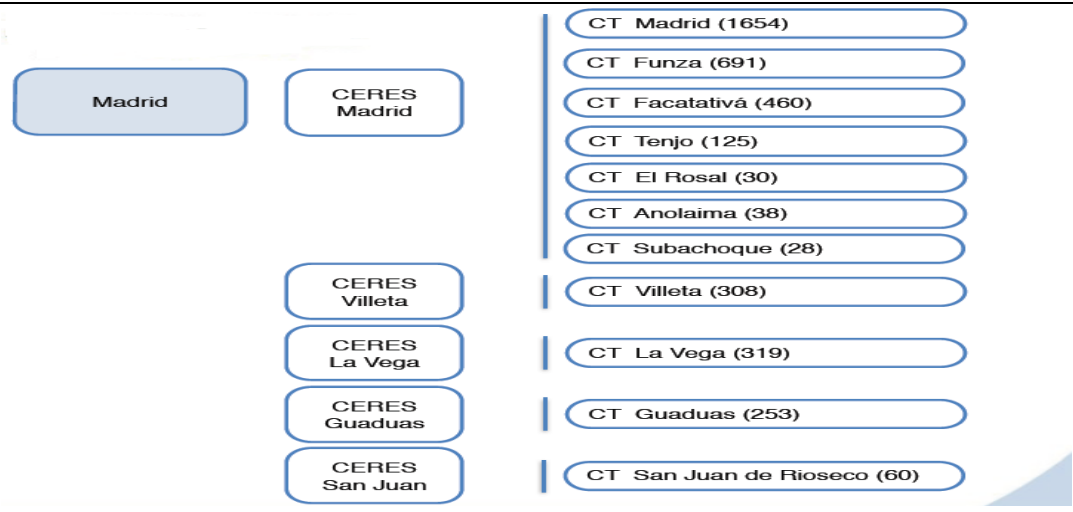 Madrid
CERES
Madrid
CT Madrid (1654)
CT Funza (691)
CT Facatativá (460)
CT Tenjo (125)
CT El Rosal (30)
CT Anolaima (38)
CT Subachoque (28)
CERES
Villeta
CT Villeta (308)
CERES
La Vega
CT La Vega (319)
CERES
Guaduas
CT Guaduas (253)
CERES
San Juan
CT San Juan de Rioseco (60)